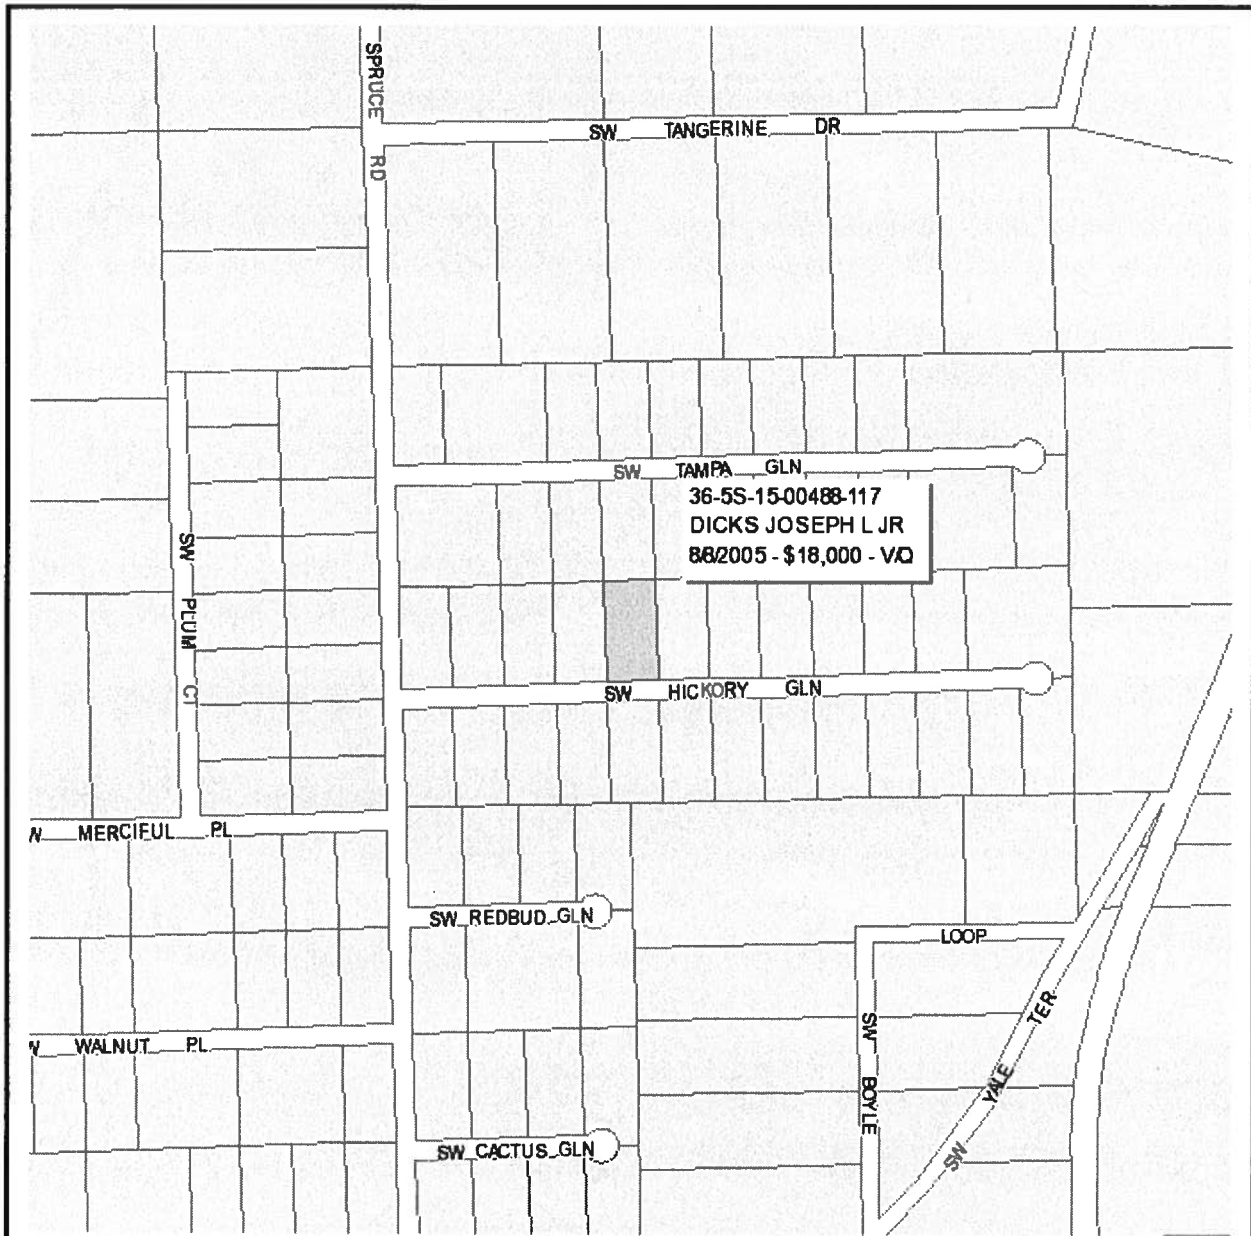 SPRUCE RD
SW TANGERINE DR
SW TAMPA GLN
36-5S-15-00488-117
DICKS JOSEPH L JR
8/8/2005 - $18,000 - V/Q
SW PLUM CT
SW HICKORY GLN
W MERCIFUL PL
SW REDBUD GLN
LOOP
SW BOYLE
SW YALE TER
W WALNUT PL
SW CACTUS GLN